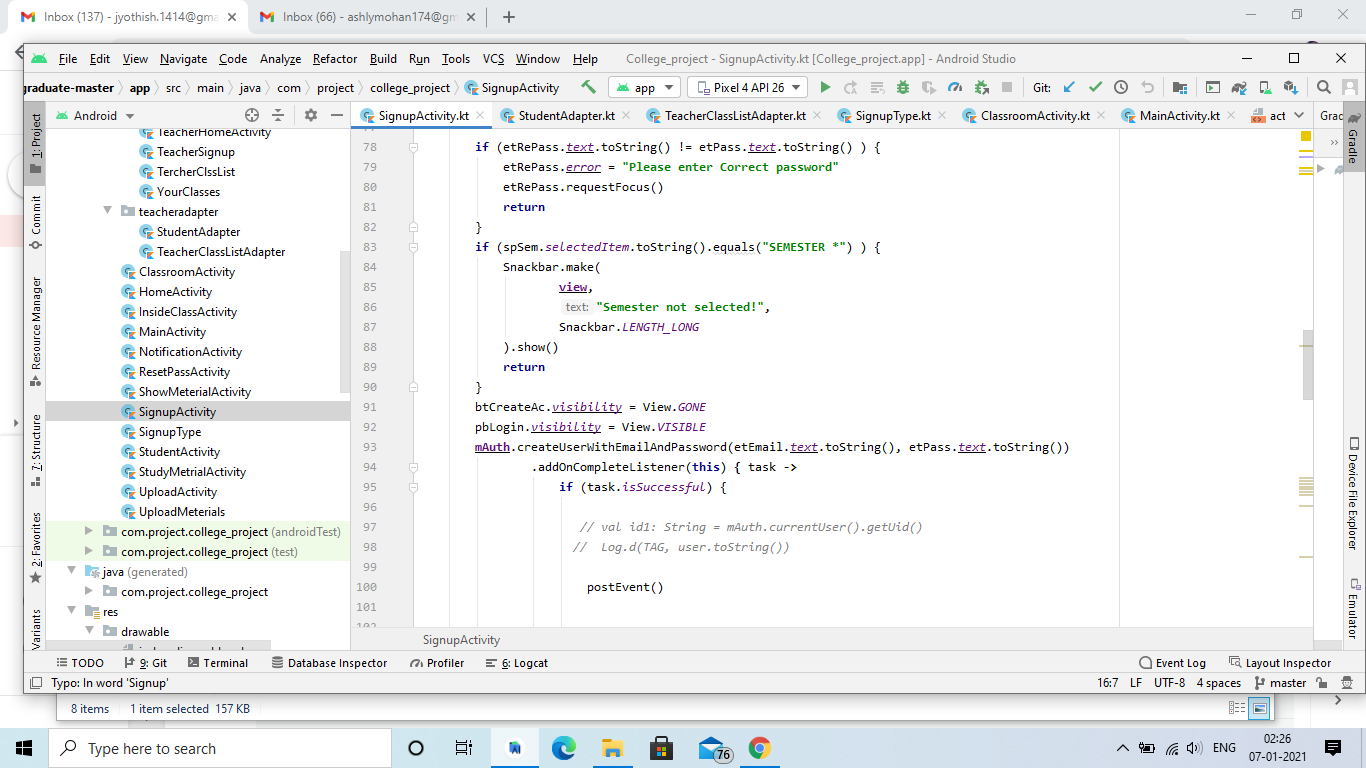 Inbox (137) - jyothish.1414@gma
Inbox (66) - ashlymohan174@gm
File Edit View Navigate Code Analyze Refactor Build Run Tools VCS Window Help College_project - SignupActivity.kt [College_project.app] - Android Studio
graduate-master app src main java com project college_project SignupActivity app Pixel 4 API 26 Git:
Android SignupActivity.kt StudentAdapter.kt TeacherClassListAdapter.kt SignupType.kt ClassroomActivity.kt MainActivity.kt act Grad
1: Project
Commit
Resource Manager
7: Structure
2: Favorites
Variants
TeacherHomeActivity
TeacherSignup
TercherClssList
YourClasses
teacheradapter
StudentAdapter
TeacherClassListAdapter
ClassroomActivity
HomeActivity
InsideClassActivity
MainActivity
NotificationActivity
ResetPassActivity
ShowMeterialActivity
SignupActivity
SignupType
StudentActivity
StudyMetrialActivity
UploadActivity
UploadMeterials
com.project.college_project (androidTest)
com.project.college_project (test)
java (generated)
com.project.college_project
res
drawable
77
78 if (etRePass.text.toString() != etPass.text.toString() ) {
79 etRePass.error = "Please enter Correct password"
80 etRePass.requestFocus()
81 return
82 }
83 if (spSem.selectedItem.toString().equals("SEMESTER *") ) {
84 Snackbar.make(
85 view,
86 text: "Semester not selected!",
87 Snackbar.LENGTH_LONG
88 ).show()
89 return
90 }
91 btCreateAc.visibility = View.GONE
92 pbLogin.visibility = View.VISIBLE
93 mAuth.createUserWithEmailAndPassword(etEmail.text.toString(), etPass.text.toString())
94 .addOnCompleteListener(this) { task ->
95 if (task.isSuccessful) {
96
97 // val id1: String = mAuth.currentUser().getUid()
98 // Log.d(TAG, user.toString())
99
100 postEvent()
101
102
SignupActivity
Gradle
Device File Explorer
Emulator
TODO 9: Git Terminal Database Inspector Profiler 6: Logcat Event Log Layout Inspector
Typo: In word 'Signup' 16:7 LF UTF-8 4 spaces master
8 items 1 item selected 157 KB
Type here to search 76 ENG 02:26
07-01-2021